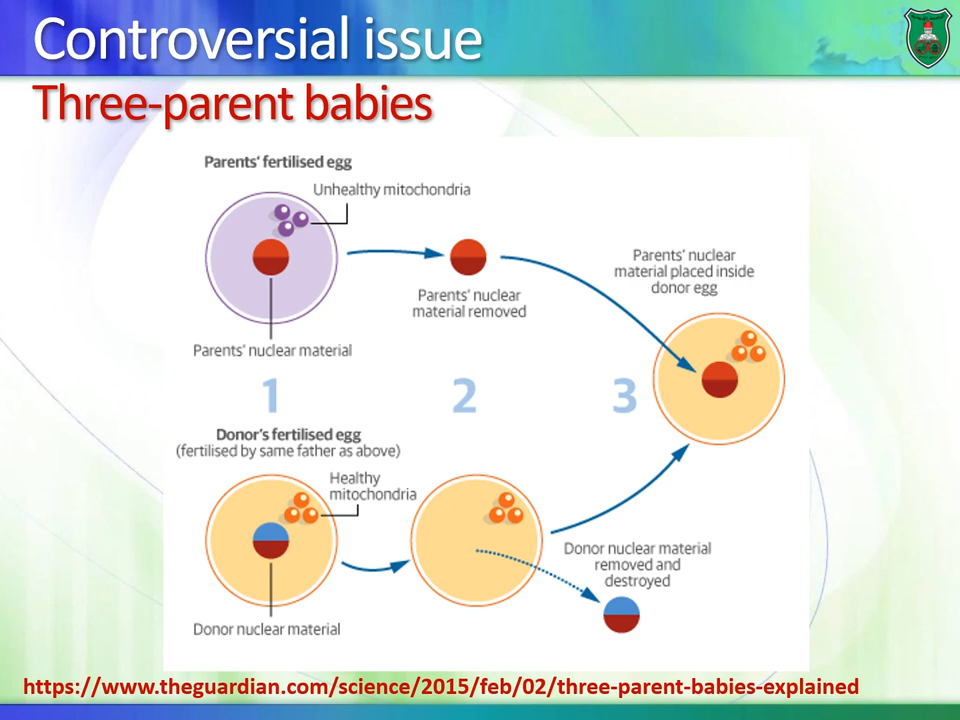 Controversial issue
Three-parent babies
Parents’ fertilised egg
Unhealthy mitochondria
Parents’ nuclear material
Parents’ nuclear
material removed
Parents’ nuclear
material placed inside
donor egg
1
2
3
Donor’s fertilised egg
(fertilised by same father as above)
Healthy
mitochondria
Donor nuclear material
Donor nuclear material
removed and
destroyed
https://www.theguardian.com/science/2015/feb/02/three-parent-babies-explained